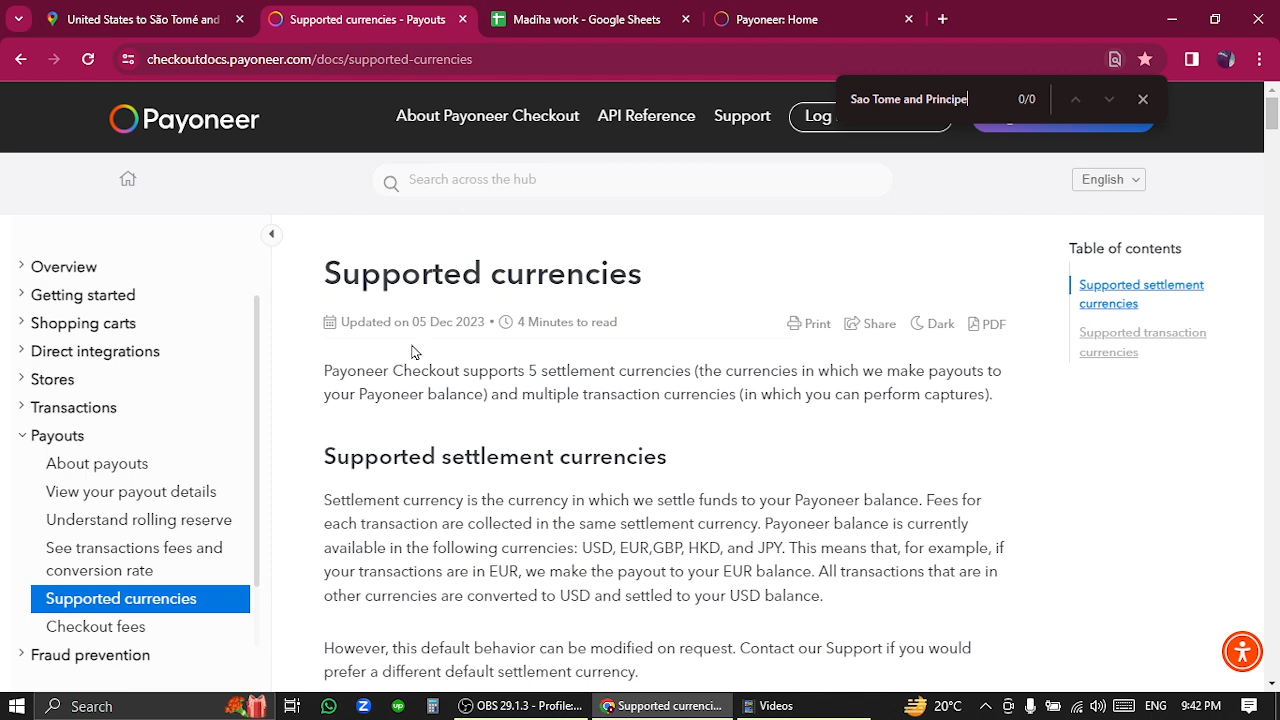 United States to São Tomé and
Supported currencies - Payouts
Madiha work - Google Sheets
Payoneer: Home
checkoutdocs.payoneer.com/docs/supported-currencies
Sao Tome and Principe
0/0
Payoneer
About Payoneer Checkout
API Reference
Support
Log
Search across the hub
English
Overview
Getting started
Shopping carts
Direct integrations
Stores
Transactions
Payouts
About payouts
View your payout details
Understand rolling reserve
See transactions fees and
conversion rate
Supported currencies
Checkout fees
Fraud prevention
Supported currencies
Updated on 05 Dec 2023 • 4 Minutes to read
Print
Share
Dark
PDF
Payoneer Checkout supports 5 settlement currencies (the currencies in which we make payouts to
your Payoneer balance) and multiple transaction currencies (in which you can perform captures).
Supported settlement currencies
Settlement currency is the currency in which we settle funds to your Payoneer balance. Fees for
each transaction are collected in the same settlement currency. Payoneer balance is currently
available in the following currencies: USD, EUR,GBP, HKD, and JPY. This means that, for example, if
your transactions are in EUR, we make the payout to your EUR balance. All transactions that are in
other currencies are converted to USD and settled to your USD balance.
However, this default behavior can be modified on request. Contact our Support if you would
prefer a different default settlement currency.
Table of contents
Supported settlement
currencies
Supported transaction
currencies
Search
OBS 29.1.3 - Profile:...
Supported currenci...
Videos
20°C
ENG
9:42 PM